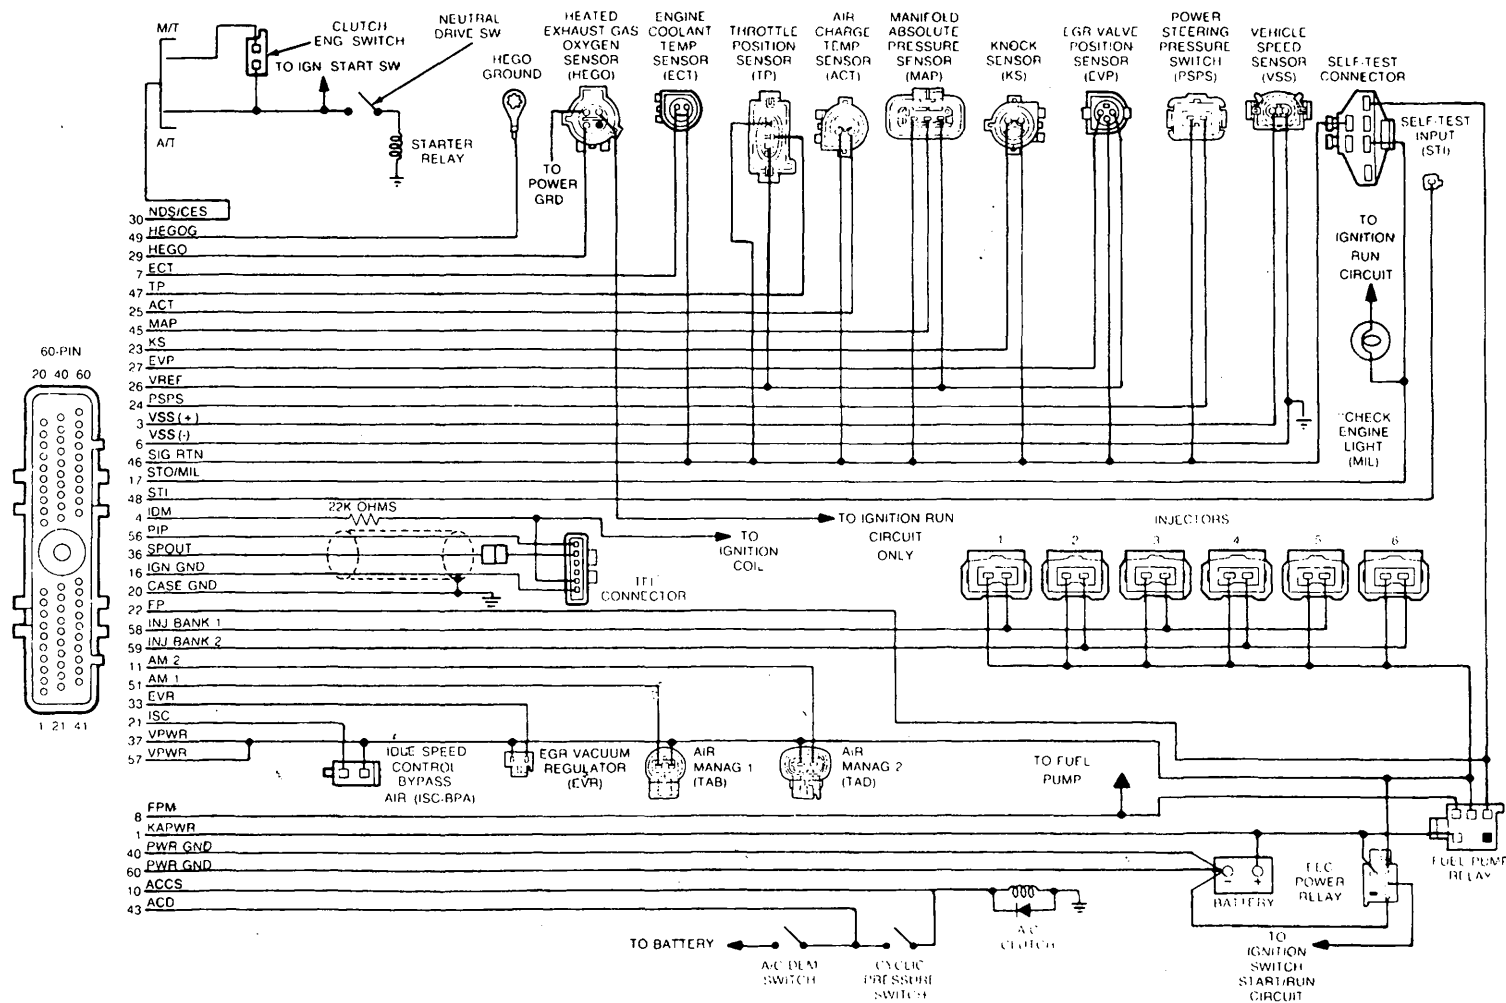 M/T
CLUTCH
ENG SWITCH
TO IGN START SW
NEUTRAL
DRIVE SW
A/T
STARTER
RELAY
HEGO
GROUND
HEATED
EXHAUST GAS
OXYGEN
SENSOR
(HEGO)
TO
POWER
GRD
ENGINE
COOLANT
TEMP
SENSOR
(ECT)
THROTTLE
POSITION
SENSOR
(TP)
AIR
CHARGE
TEMP
SENSOR
(ACT)
MANIFOLD
ABSOLUTE
PRESSURE
SENSOR
(MAP)
KNOCK
SENSOR
(KS)
EGR VALVE
POSITION
SENSOR
(EVP)
POWER
STEERING
PRESSURE
SWITCH
(PSPS)
VEHICLE
SPEED
SENSOR
(VSS)
SELF-TEST
CONNECTOR
SELF-TEST
INPUT
(STI)
TO
IGNITION
RUN
CIRCUIT
"CHECK
ENGINE
LIGHT
(MIL)
60-PIN
20 40 60
1 21 41
30 NDS/CES
49 HEGOG
29 HEGO
7 ECT
47 TP
25 ACT
45 MAP
23 KS
27 EVP
26 VREF
24 PSPS
3 VSS (+)
6 VSS (-)
46 SIG RTN
17 STO/MIL
48 STI
4 IDM
56 PIP
36 SPOUT
16 IGN GND
20 CASE GND
22 FP
58 INJ BANK 1
59 INJ BANK 2
11 AM 2
51 AM 1
33 EVR
21 ISC
37 VPWR
57 VPWR
8 FPM
1 KAPWR
40 PWR GND
60 PWR GND
10 ACCS
43 ACD
22K OHMS
TFI
CONNECTOR
TO
IGNITION
COIL
TO IGNITION RUN
CIRCUIT
ONLY
INJECTORS
1 2 3 4 5 6
IDLE SPEED
CONTROL
BYPASS
AIR (ISC-BPA)
EGR VACUUM
REGULATOR
(EVR)
AIR
MANAG 1
(TAB)
AIR
MANAG 2
(TAD)
TO FUEL
PUMP
FUEL PUMP
RELAY
- +
BATTERY
EEC
POWER
RELAY
A/C
CLUTCH
TO BATTERY
A/C DEM
SWITCH
CYCLIC
PRESSURE
SWITCH
TO
IGNITION
SWITCH
START/RUN
CIRCUIT